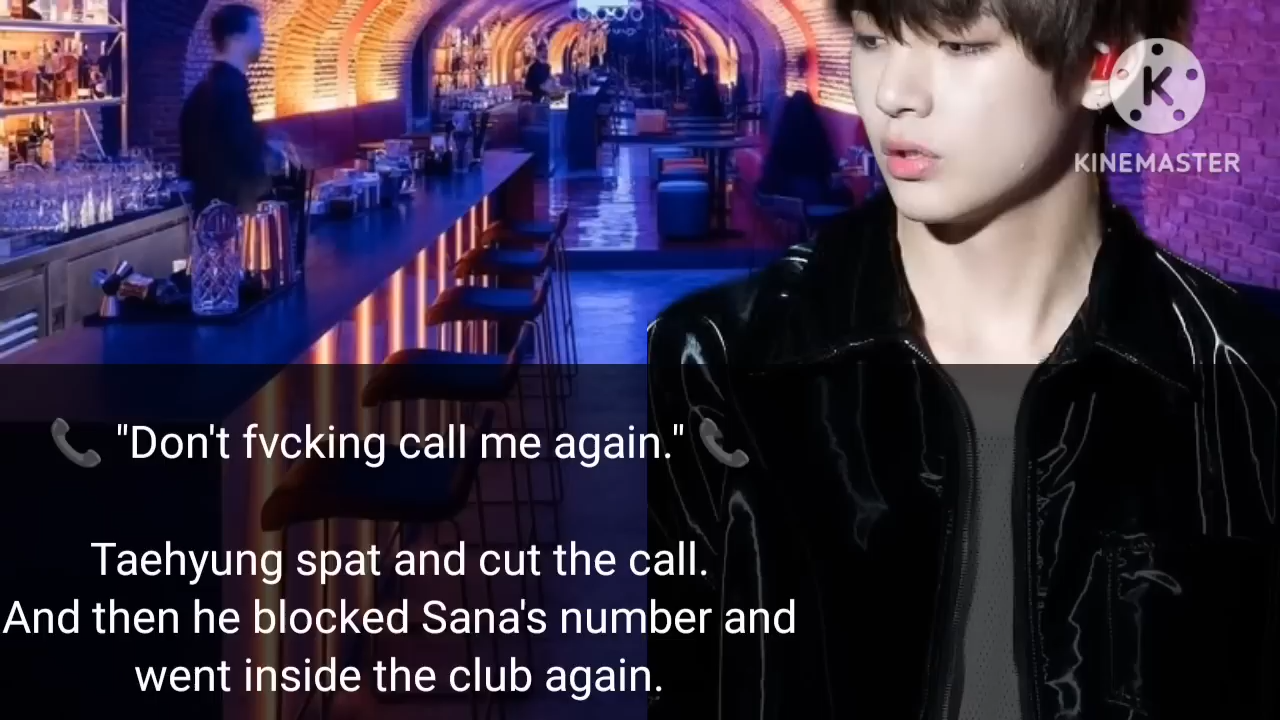 K
KINEMASTER
📞 "Don't fvcking call me again." 📞
Taehyung spat and cut the call.
And then he blocked Sana's number and
went inside the club again.